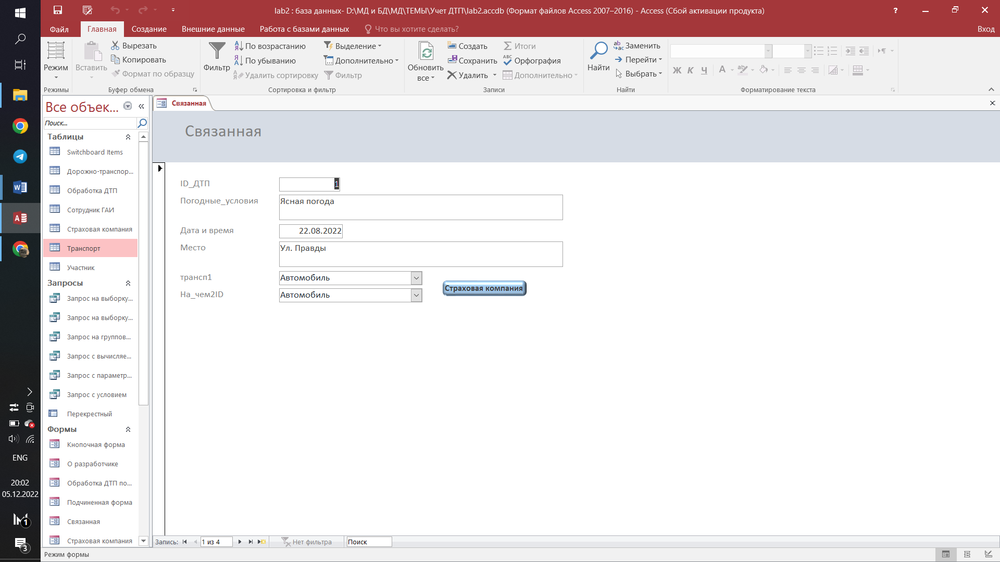 lab2 : база данных- D:\МД и БД\МД\ТЕМЫ\Учет ДТП\lab2.accdb (Формат файлов Access 2007–2016) - Access (Сбой активации продукта)
Файл Главная Создание Внешние данные Работа с базами данных Что вы хотите сделать? Вход
Режим
Режимы
Вставить
Вырезать
Копировать
Формат по образцу
Буфер обмена
Фильтр
По возрастанию
По убыванию
Удалить сортировку
Выделение
Дополнительно
Фильтр
Сортировка и фильтр
Обновить
все
Создать
Сохранить
Удалить
Итоги
Орфография
Дополнительно
Записи
Найти
Заменить
Перейти
Выбрать
Найти
Ж К Ч
Форматирование текста
Все объек...
Поиск...
Таблицы
Switchboard Items
Дорожно-транспор...
Обработка ДТП
Сотрудник ГАИ
Страховая компания
Транспорт
Участник
Запросы
Запрос на выборку...
Запрос на выборку...
Запрос на группов...
Запрос с вычисляе...
Запрос с параметр...
Запрос с условием
Перекрестный
Формы
Кнопочная форма
О разработчике
Обработка ДТП по...
Подчиненная форма
Связанная
Страховая компания
Связанная
Связанная
ID_ДТП 1
Погодные_условия Ясная погода
Дата и время 22.08.2022
Место Ул. Правды
трансп1 Автомобиль
На_чем2ID Автомобиль
Страховая компания
Запись: 1 из 4 Нет фильтра Поиск
Режим формы
ENG
20:02
05.12.2022
1
3